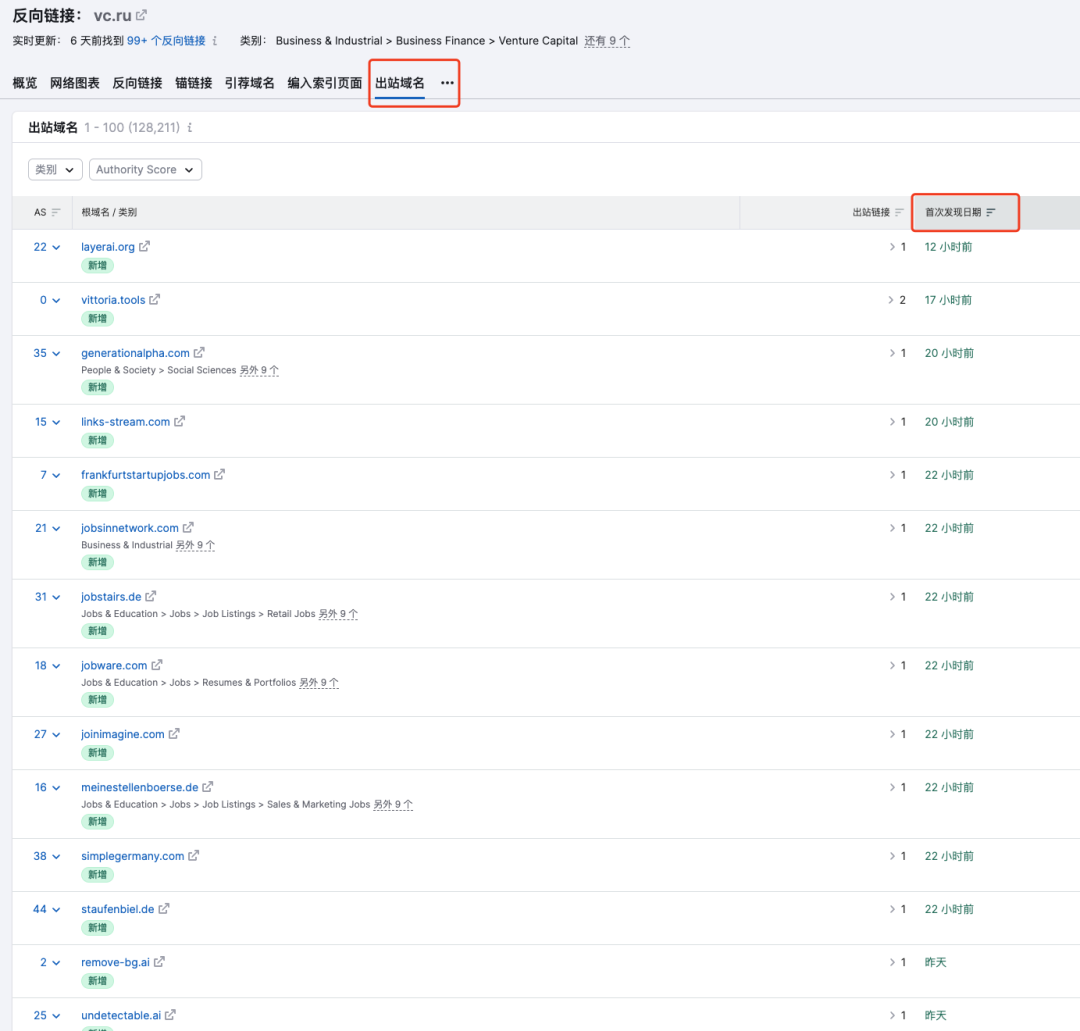 反向链接： vc.ru
实时更新： 6 天前找到 99+ 个反向链接 i 类别： Business & Industrial > Business Finance > Venture Capital 还有 9 个
概览 网络图表 反向链接 锚链接 引荐域名 编入索引页面 出站域名 ···
出站域名 1 - 100 (128,211) i
类别 Authority Score
AS 根域名 / 类别 出站链接 首次发现日期
22 layerai.org 1 12 小时前
新增
0 vittoria.tools 2 17 小时前
新增
35 generationalpha.com 1 20 小时前
People & Society > Social Sciences 另外 9 个
新增
15 links-stream.com 1 20 小时前
新增
7 frankfurtstartupjobs.com 1 22 小时前
新增
21 jobsinnetwork.com 1 22 小时前
Business & Industrial 另外 9 个
新增
31 jobstairs.de 1 22 小时前
Jobs & Education > Jobs > Job Listings > Retail Jobs 另外 9 个
新增
18 jobware.com 1 22 小时前
Jobs & Education > Jobs > Resumes & Portfolios 另外 9 个
新增
27 joinimagine.com 1 22 小时前
新增
16 meinestellenboerse.de 1 22 小时前
Jobs & Education > Jobs > Job Listings > Sales & Marketing Jobs 另外 9 个
新增
38 simplegermany.com 1 22 小时前
新增
44 staufenbiel.de 1 22 小时前
新增
2 remove-bg.ai 1 昨天
新增
25 undetectable.ai 1 昨天
新增